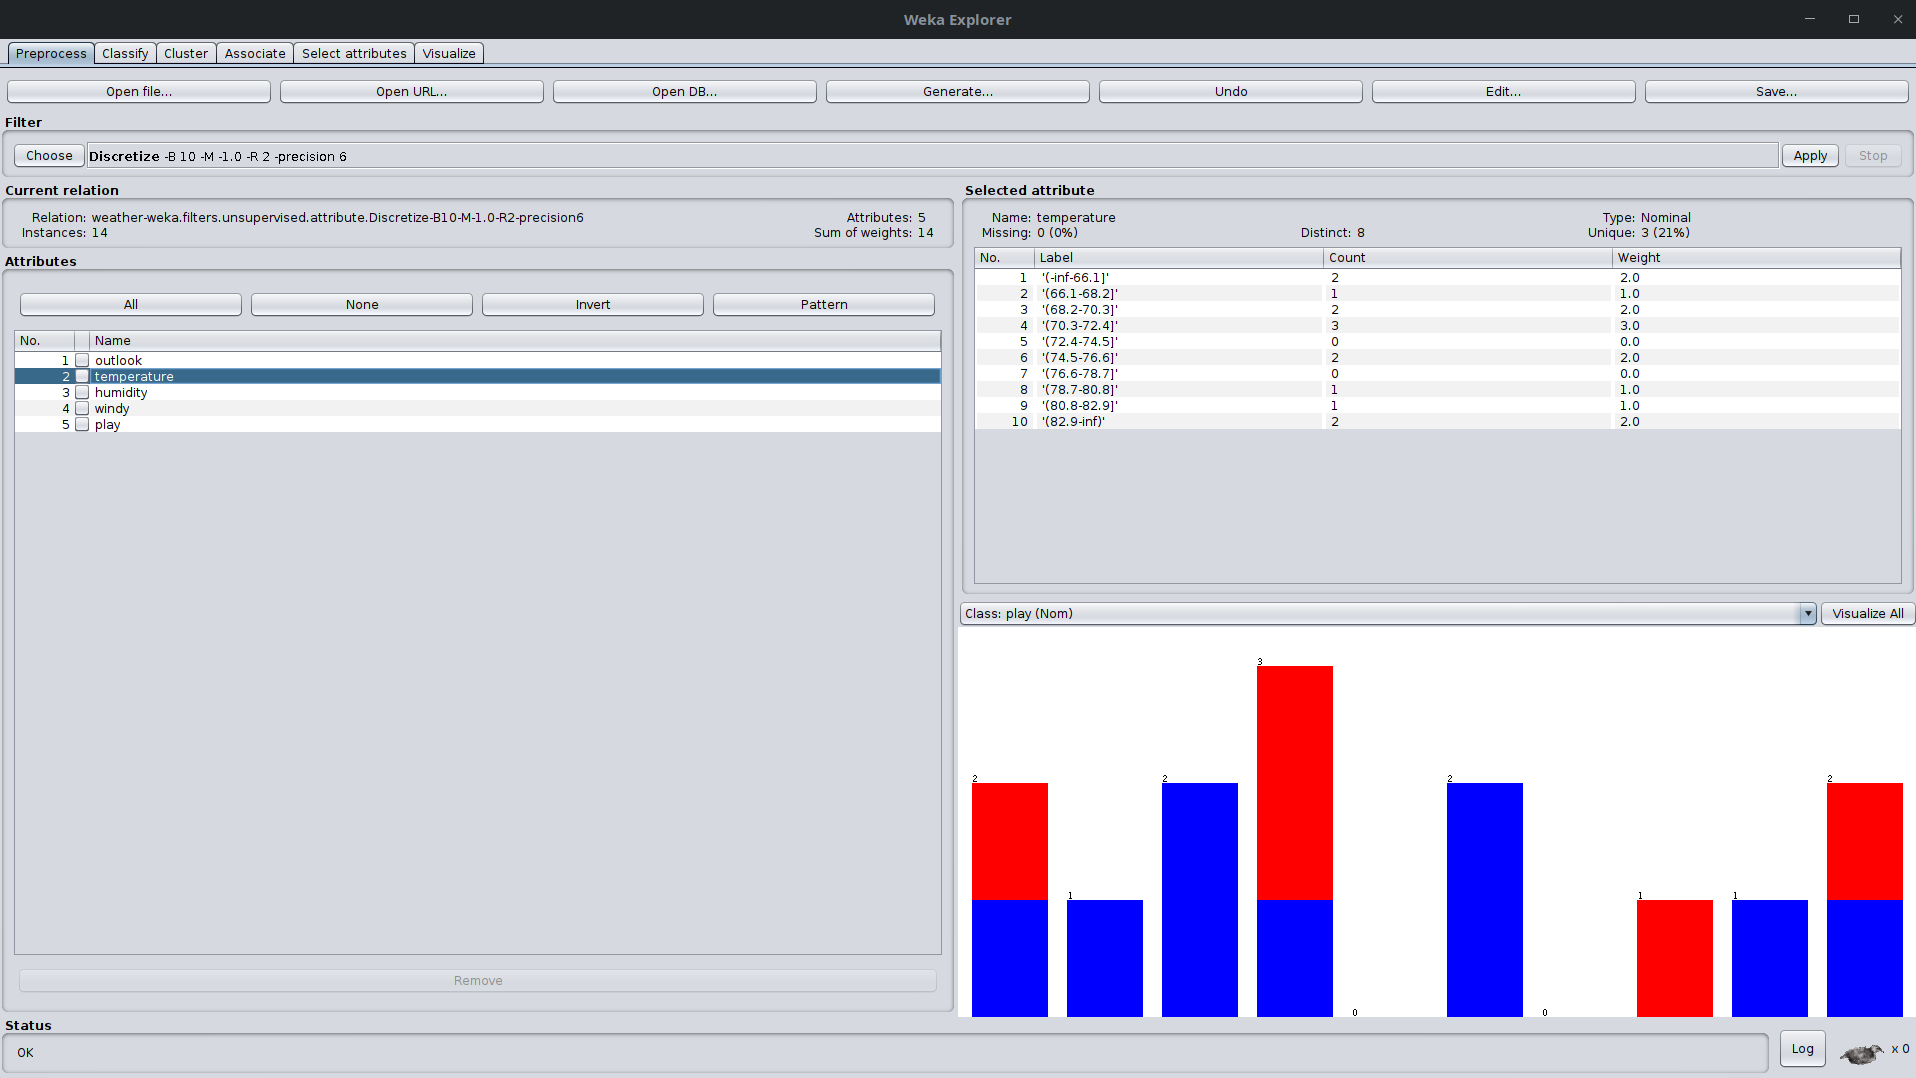 Weka Explorer
Preprocess Classify Cluster Associate Select attributes Visualize
Open file... Open URL... Open DB... Generate... Undo Edit... Save...
Filter
Choose Discretize -B 10 -M -1.0 -R 2 -precision 6 Apply Stop
Current relation
Relation: weather-weka.filters.unsupervised.attribute.Discretize-B10-M-1.0-R2-precision6 Attributes: 5
Instances: 14 Sum of weights: 14
Attributes
All None Invert Pattern
No. Name
1 outlook
2 temperature
3 humidity
4 windy
5 play
Remove
Selected attribute
Name: temperature Type: Nominal
Missing: 0 (0%) Distinct: 8 Unique: 3 (21%)
No. Label Count Weight
1 '(-inf-66.1]' 2 2.0
2 '(66.1-68.2]' 1 1.0
3 '(68.2-70.3]' 2 2.0
4 '(70.3-72.4]' 3 3.0
5 '(72.4-74.5]' 0 0.0
6 '(74.5-76.6]' 2 2.0
7 '(76.6-78.7]' 0 0.0
8 '(78.7-80.8]' 1 1.0
9 '(80.8-82.9]' 1 1.0
10 '(82.9-inf)' 2 2.0
Class: play (Nom) Visualize All
2 1 2 3 0 2 0 1 1 2
Status
OK Log x 0